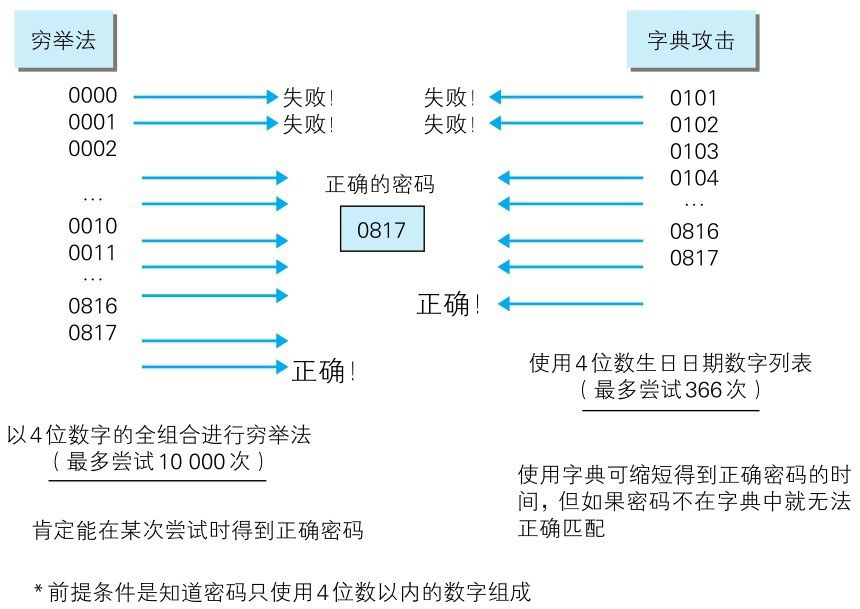 穷举法
0000
0001
0002
…
0010
0011
…
0816
0817
失败!
失败!
正确!
正确的密码
0817
字典攻击
失败!
失败!
正确!
0101
0102
0103
0104
…
0816
0817
以4位数字的全组合进行穷举法
(最多尝试10 000次)
肯定能在某次尝试时得到正确密码
使用4位数生日日期数字列表
(最多尝试366次)
使用字典可缩短得到正确密码的时
间,但如果密码不在字典中就无法
正确匹配
*前提条件是知道密码只使用4位数以内的数字组成